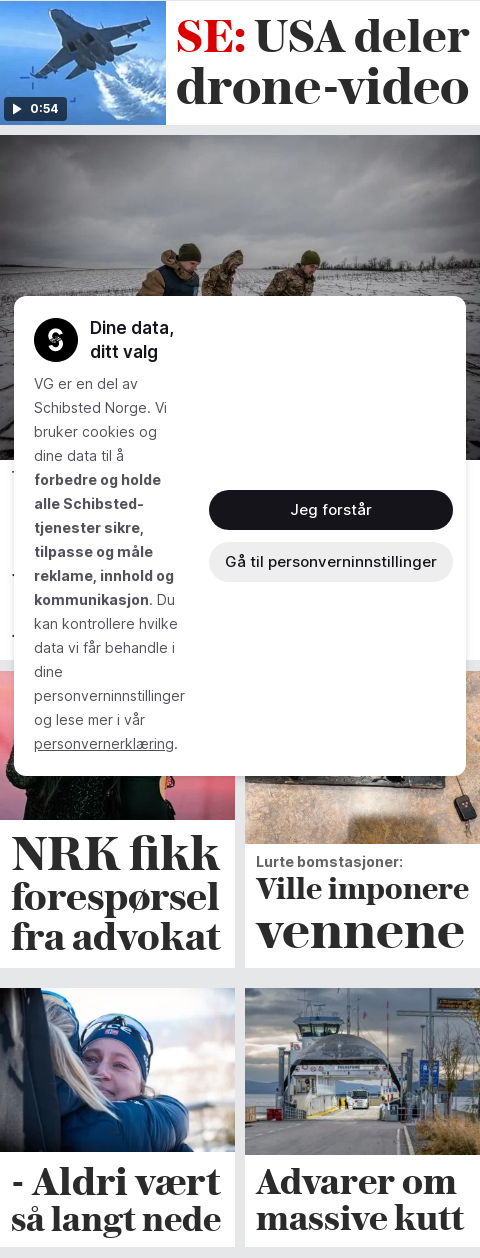 SE: USA deler
drone-video
0:54
Dine data,
ditt valg
VG er en del av
Schibsted Norge. Vi
bruker cookies og
dine data til å
forbedre og holde
alle Schibsted-
tjenester sikre,
tilpasse og måle
reklame, innhold og
kommunikasjon. Du
kan kontrollere hvilke
data vi får behandle i
dine
personverninnstillinger
og lese mer i vår
personvernerklæring.
Jeg forstår
Gå til personverninnstillinger
NRK fikk
forespørsel
fra advokat
Lurte bomstasjoner:
Ville imponere
vennene
- Aldri vært
så langt nede
Advarer om
massive kutt